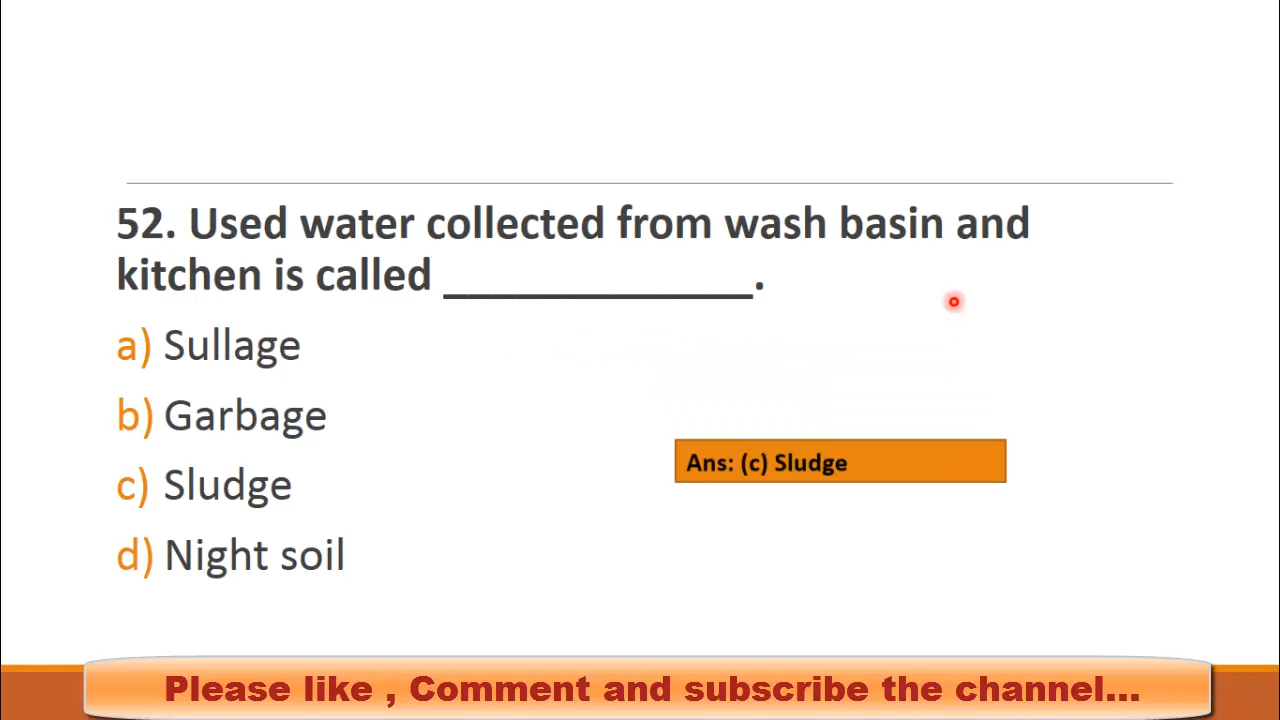 52. Used water collected from wash basin and
kitchen is called _____________.
a) Sullage
b) Garbage
c) Sludge
d) Night soil
Ans: (c) Sludge
Please like , Comment and subscribe the channel...